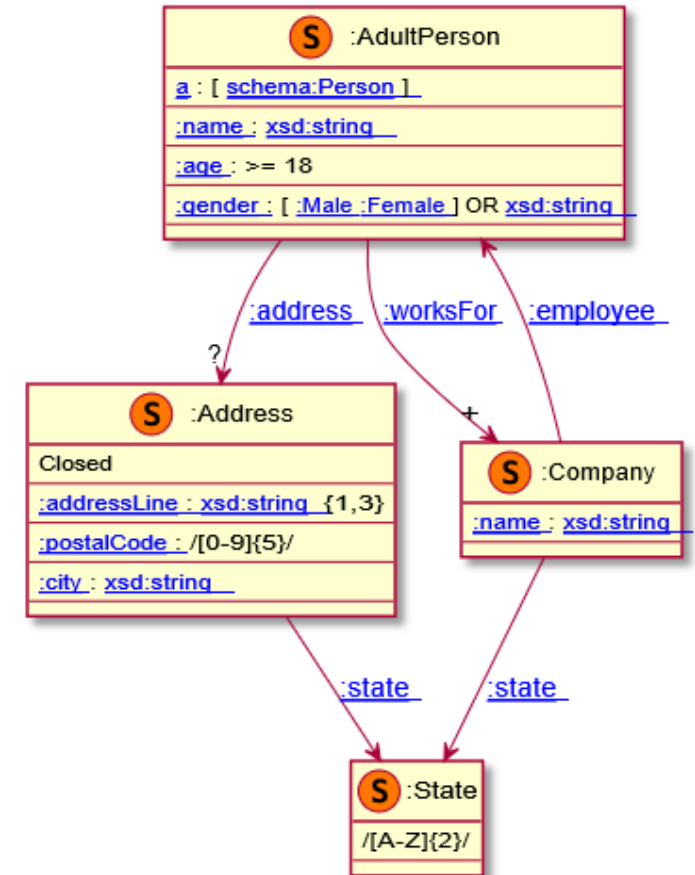 S :AdultPerson
a : [ schema:Person ]
:name : xsd:string
:age : >= 18
:gender : [ :Male :Female ] OR xsd:string
:address :worksFor :employee
?
+
S :Address
Closed
:addressLine : xsd:string {1,3}
:postalCode : /[0-9]{5}/
:city : xsd:string
S :Company
:name : xsd:string
:state :state
S :State
/[A-Z]{2}/